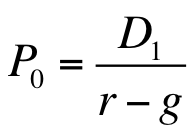 P₀ = D₁ / (r − g)